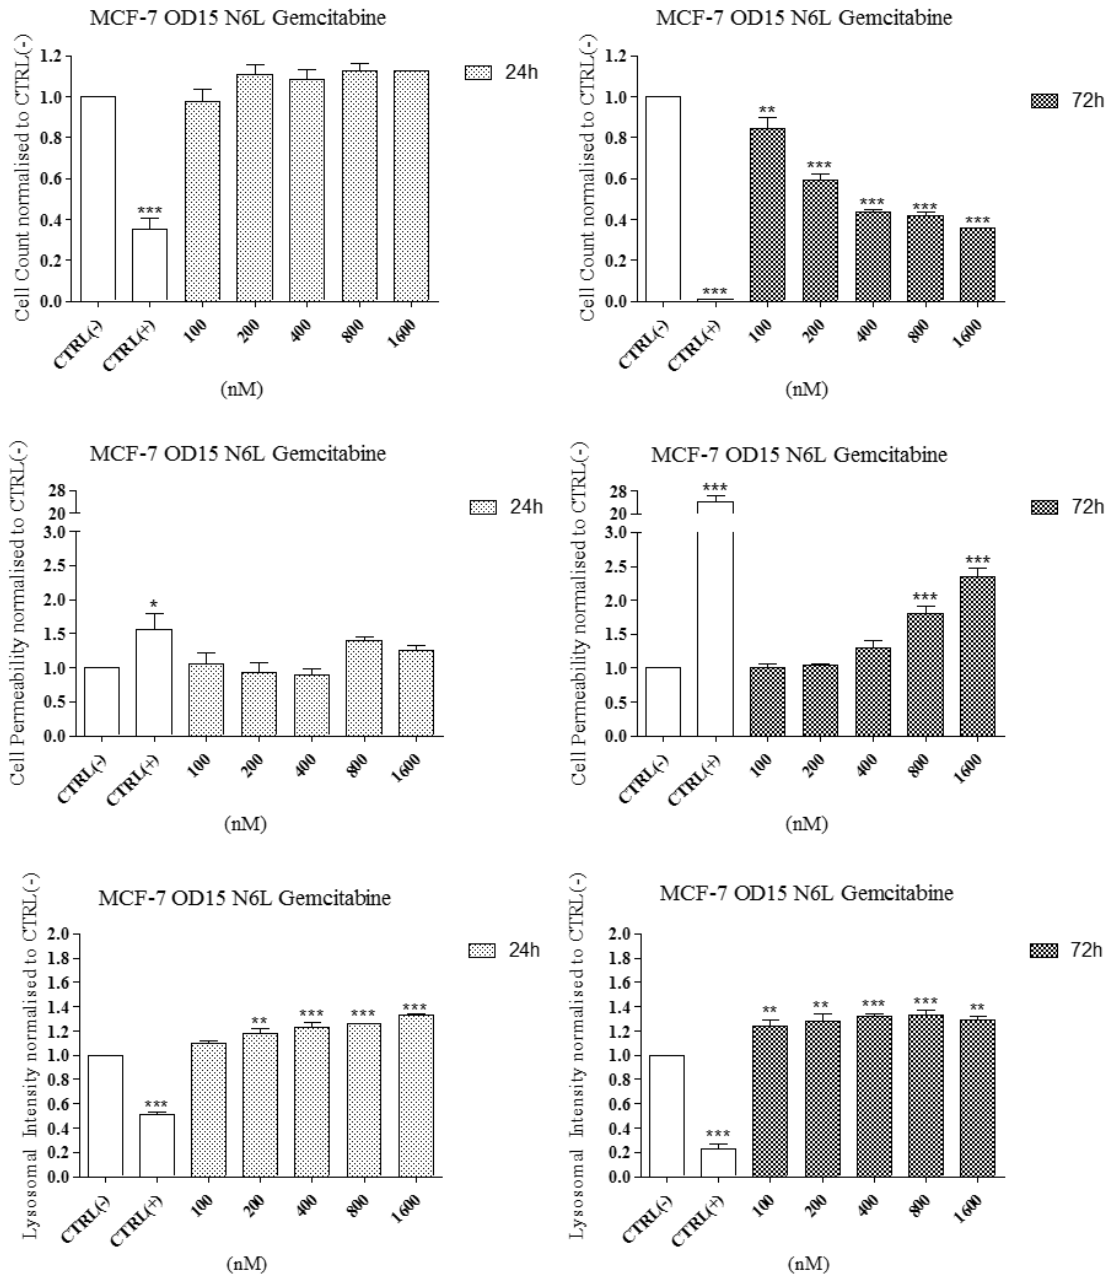 MCF-7 OD15 N6L Gemcitabine
Cell Count normalised to CTRL(-)
1.2
1.0
0.8
0.6
0.4
0.2
0.0
***
24h
CTRL(-) CTRL(+) 100 200 400 800 1600
(nM)
MCF-7 OD15 N6L Gemcitabine
Cell Count normalised to CTRL(-)
1.2
1.0
0.8
0.6
0.4
0.2
0.0
*** ** *** *** *** ***
72h
CTRL(-) CTRL(+) 100 200 400 800 1600
(nM)
MCF-7 OD15 N6L Gemcitabine
Cell Permeability normalised to CTRL(-)
28
20
3.0
2.5
2.0
1.5
1.0
0.5
0.0
*
24h
CTRL(-) CTRL(+) 100 200 400 800 1600
(nM)
MCF-7 OD15 N6L Gemcitabine
Cell Permeability normalised to CTRL(-)
28
20
3.0
2.5
2.0
1.5
1.0
0.5
0.0
*** *** ***
72h
CTRL(-) CTRL(+) 100 200 400 800 1600
(nM)
MCF-7 OD15 N6L Gemcitabine
Lysosomal Intensity normalised to CTRL(-)
2.0
1.8
1.6
1.4
1.2
1.0
0.8
0.6
0.4
0.2
0.0
*** ** *** *** ***
24h
CTRL(-) CTRL(+) 100 200 400 800 1600
(nM)
MCF-7 OD15 N6L Gemcitabine
Lysosomal Intensity normalised to CTRL(-)
2.0
1.8
1.6
1.4
1.2
1.0
0.8
0.6
0.4
0.2
0.0
*** ** ** *** *** **
72h
CTRL(-) CTRL(+) 100 200 400 800 1600
(nM)